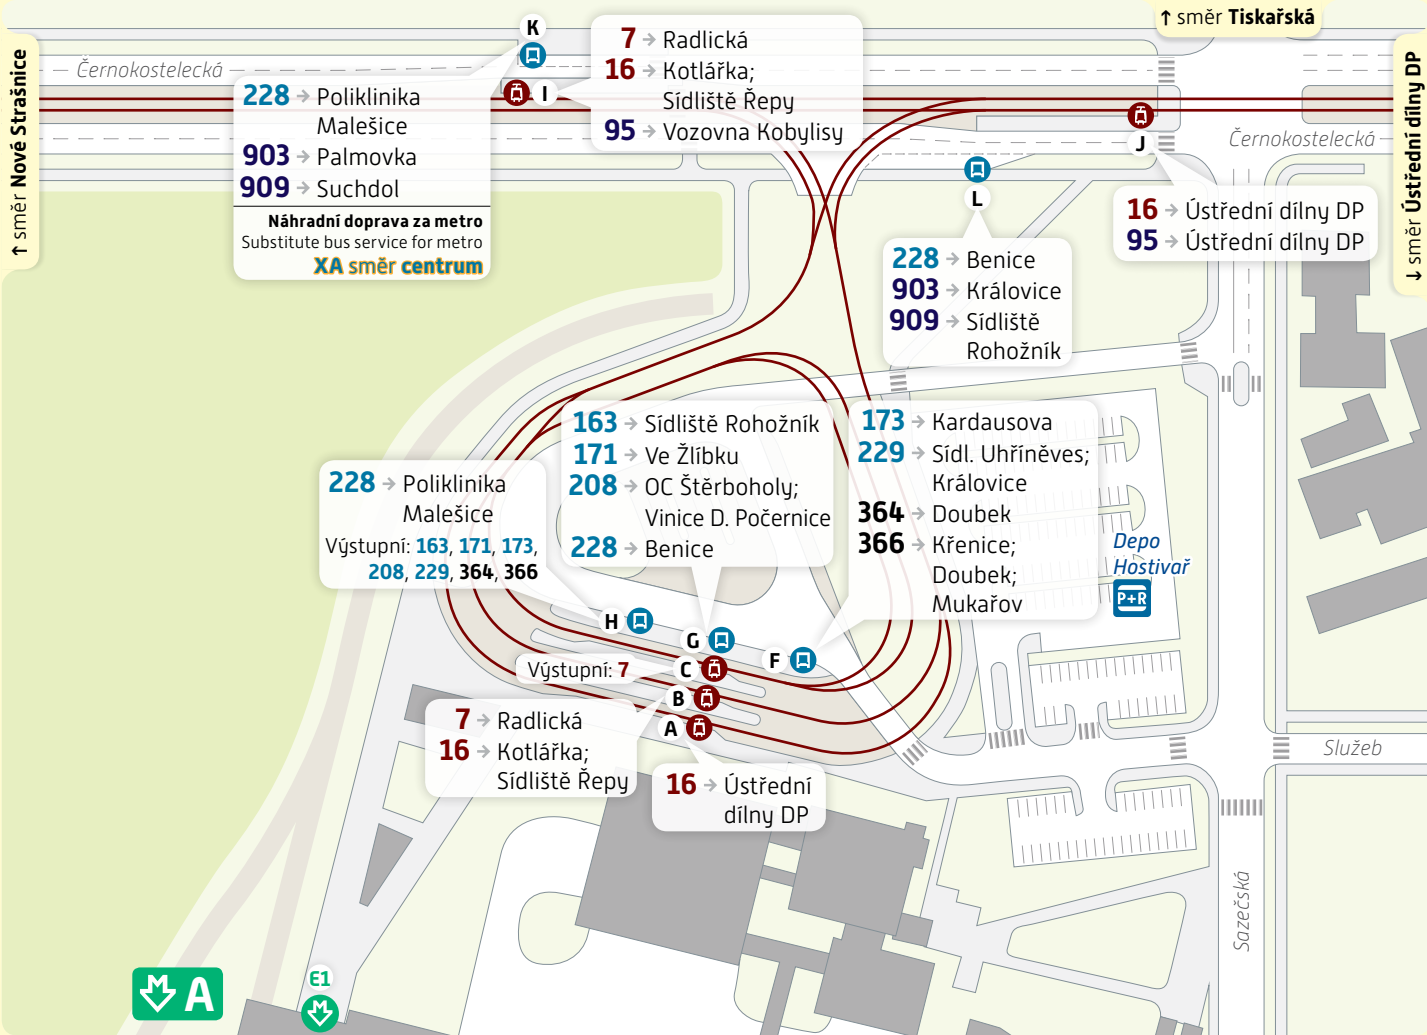 ↑ směr Tiskařská
↑ směr Nové Strašnice
↓ směr Ústřední dílny DP
Černokostelecká
K
228 → Poliklinika
Malešice
903 → Palmovka
909 → Suchdol
Náhradní doprava za metro
Substitute bus service for metro
XA směr centrum
I
7 → Radlická
16 → Kotlářka;
Sídliště Řepy
95 → Vozovna Kobylisy
J
Černokostelecká
16 → Ústřední dílny DP
95 → Ústřední dílny DP
L
228 → Benice
903 → Královice
909 → Sídliště
Rohožník
163 → Sídliště Rohožník
171 → Ve Žlíbku
208 → OC Štěrboholy;
Vinice D. Počernice
228 → Benice
173 → Kardausova
229 → Sídl. Uhříněves;
Královice
364 → Doubek
366 → Křenice;
Doubek;
Mukařov
228 → Poliklinika
Malešice
Výstupní: 163, 171, 173,
208, 229, 364, 366
Depo
Hostivař
P+R
H
G
F
C
Výstupní: 7
B
A
7 → Radlická
16 → Kotlářka;
Sídliště Řepy
16 → Ústřední
dílny DP
Služeb
Sazečská
E1
A